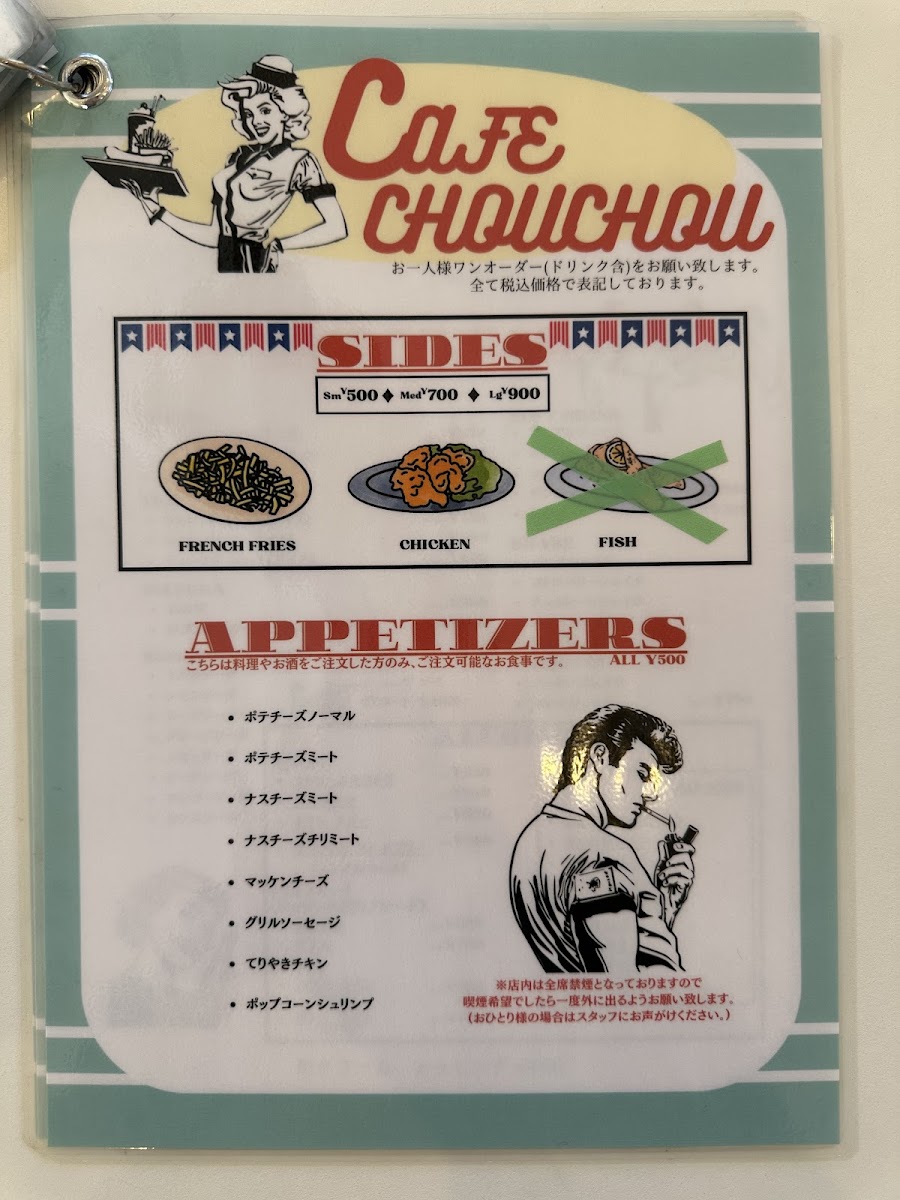 CAFE
CHOUCHOU
お一人様ワンオーダー(ドリンク含)をお願い致します。
全て税込価格で表記しております。
SIDES
Sm¥500 ♦ Med¥700 ♦ Lg¥900
FRENCH FRIES CHICKEN FISH
APPETIZERS
こちらは料理やお酒をご注文した方のみ、ご注文可能なお食事です。 ALL ¥500
• ポテチーズノーマル
• ポテチーズミート
• ナスチーズミート
• ナスチーズチリミート
• マッケンチーズ
• グリルソーセージ
• てりやきチキン
• ポップコーンシュリンプ
※店内は全席禁煙となっておりますので
喫煙希望でしたら一度外に出るようお願い致します。
(おひとり様の場合はスタッフにお声がけください。)